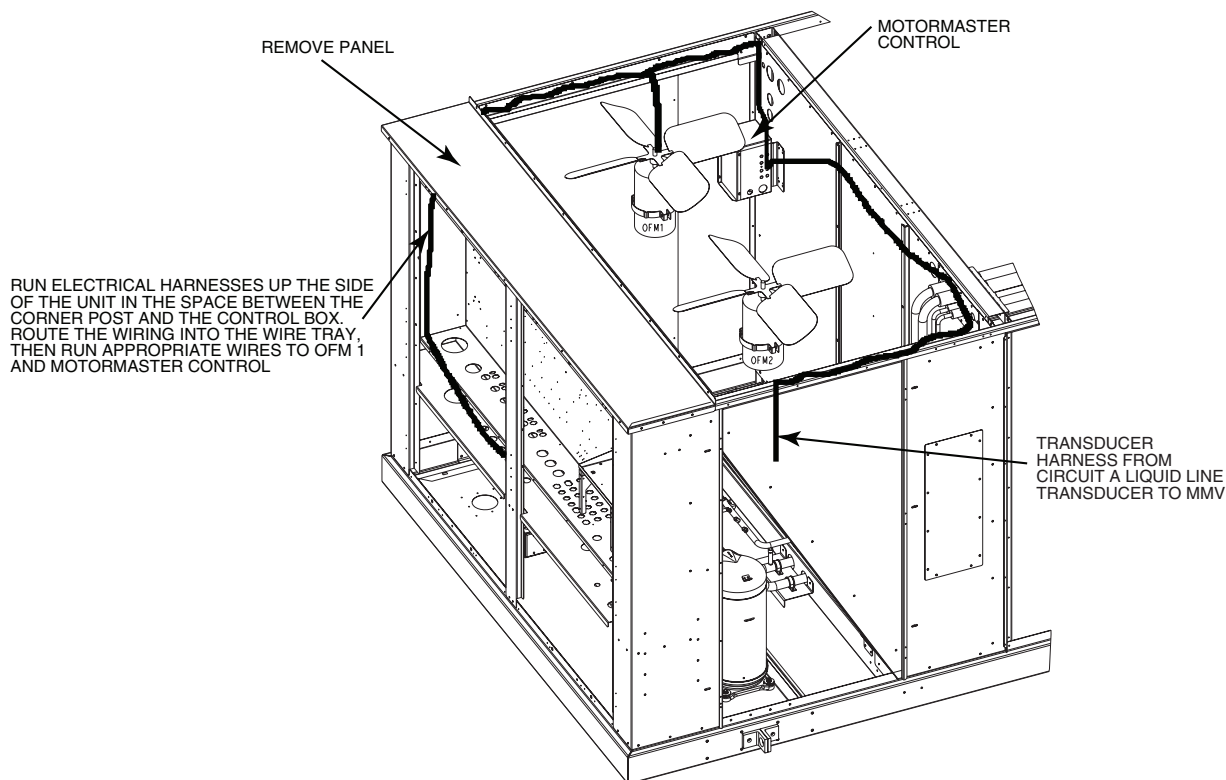 REMOVE PANEL
MOTORMASTER
CONTROL
OFM1
RUN ELECTRICAL HARNESSES UP THE SIDE
OF THE UNIT IN THE SPACE BETWEEN THE
CORNER POST AND THE CONTROL BOX.
ROUTE THE WIRING INTO THE WIRE TRAY,
THEN RUN APPROPRIATE WIRES TO OFM 1
AND MOTORMASTER CONTROL
OFM2
TRANSDUCER
HARNESS FROM
CIRCUIT A LIQUID LINE
TRANSDUCER TO MMV